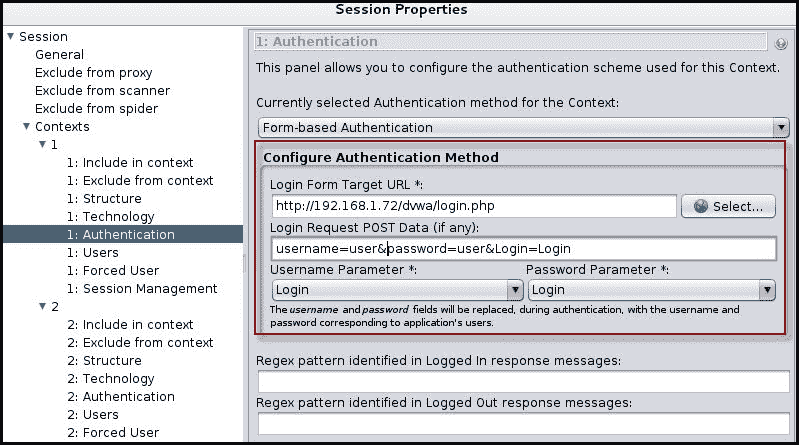 Session Properties
Session
General
Exclude from proxy
Exclude from scanner
Exclude from spider
Contexts
1
1: Include in context
1: Exclude from context
1: Structure
1: Technology
1: Authentication
1: Users
1: Forced User
1: Session Management
2
2: Include in context
2: Exclude from context
2: Structure
2: Technology
2: Authentication
2: Users
2: Forced User
1: Authentication
This panel allows you to configure the authentication scheme used for this Context.
Currently selected Authentication method for the Context:
Form-based Authentication
Configure Authentication Method
Login Form Target URL *:
http://192.168.1.72/dvwa/login.php
Select...
Login Request POST Data (if any):
username=user&password=user&Login=Login
Username Parameter *: Password Parameter *:
Login Login
The username and password fields will be replaced, during authentication, with the username and
password corresponding to application's users.
Regex pattern identified in Logged In response messages:
Regex pattern identified in Logged Out response messages: